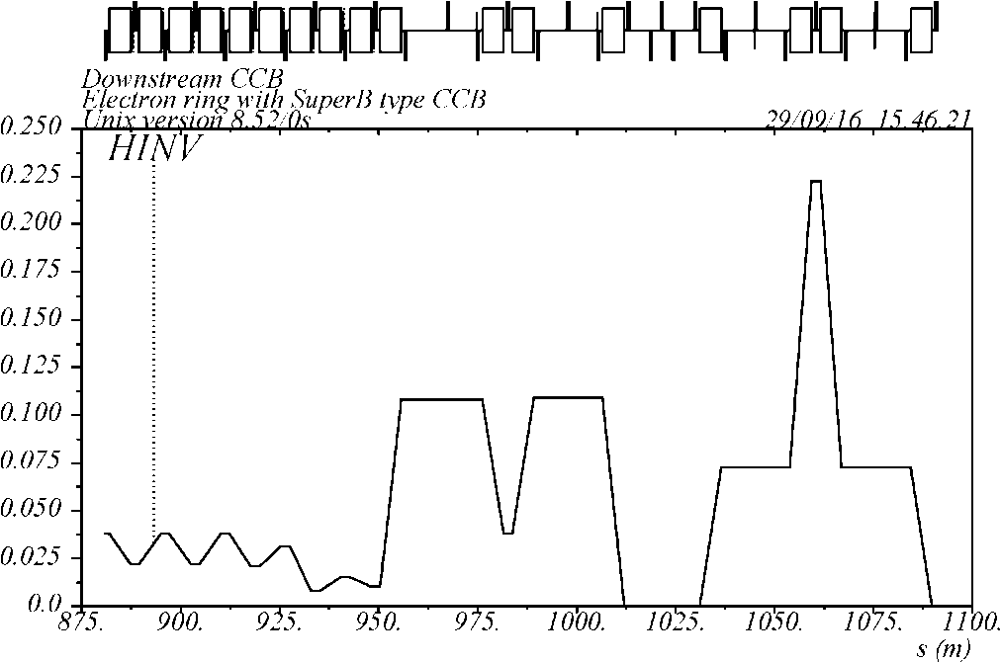 Downstream CCB
Electron ring with SuperB type CCB
Unix version 8.52/0s 29/09/16 15.46.21
0.250
HINV
0.225
0.200
0.175
0.150
0.125
0.100
0.075
0.050
0.025
0.0
875. 900. 925. 950. 975. 1000. 1025. 1050. 1075. 1100.
s (m)